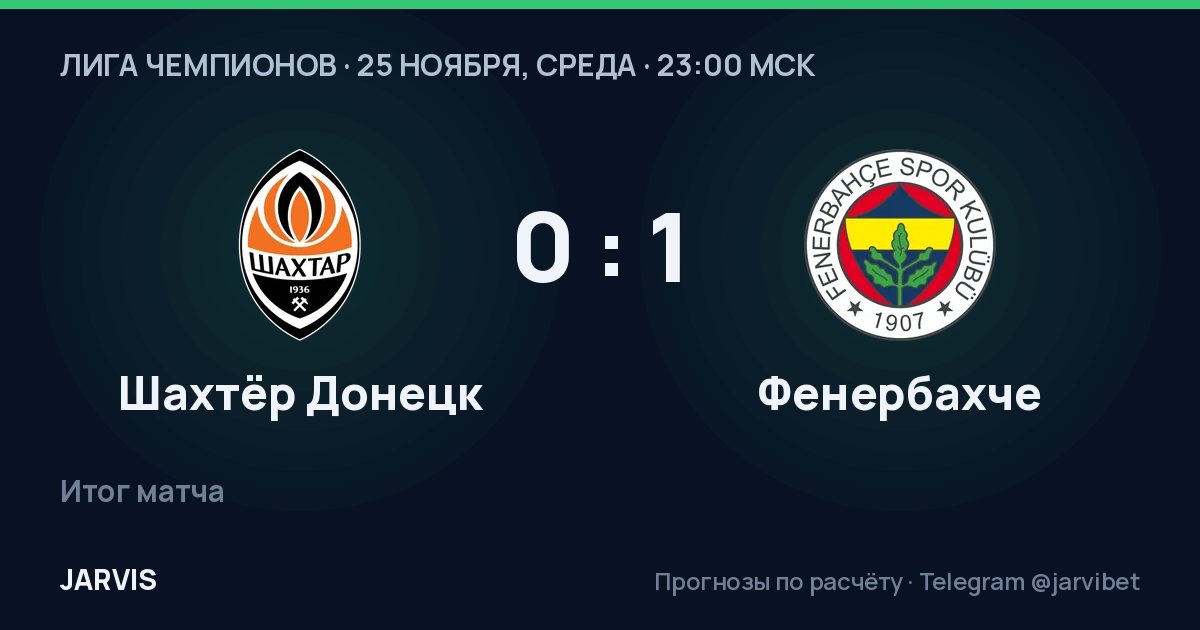 ЛИГА ЧЕМПИОНОВ · 25 НОЯБРЯ, СРЕДА · 23:00 МСК
ШАХТАР
1936
FENERBAHÇE SPOR KULÜBÜ
1907
0 : 1
Шахтёр Донецк
Фенербахче
Итог матча
JARVIS
Прогнозы по расчёту · Telegram @jarvibet